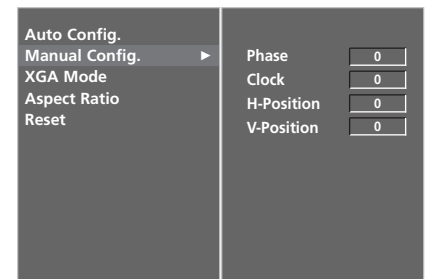 Auto Config.
Manual Config. ►
XGA Mode
Aspect Ratio
Reset
Phase 0
Clock 0
H-Position 0
V-Position 0